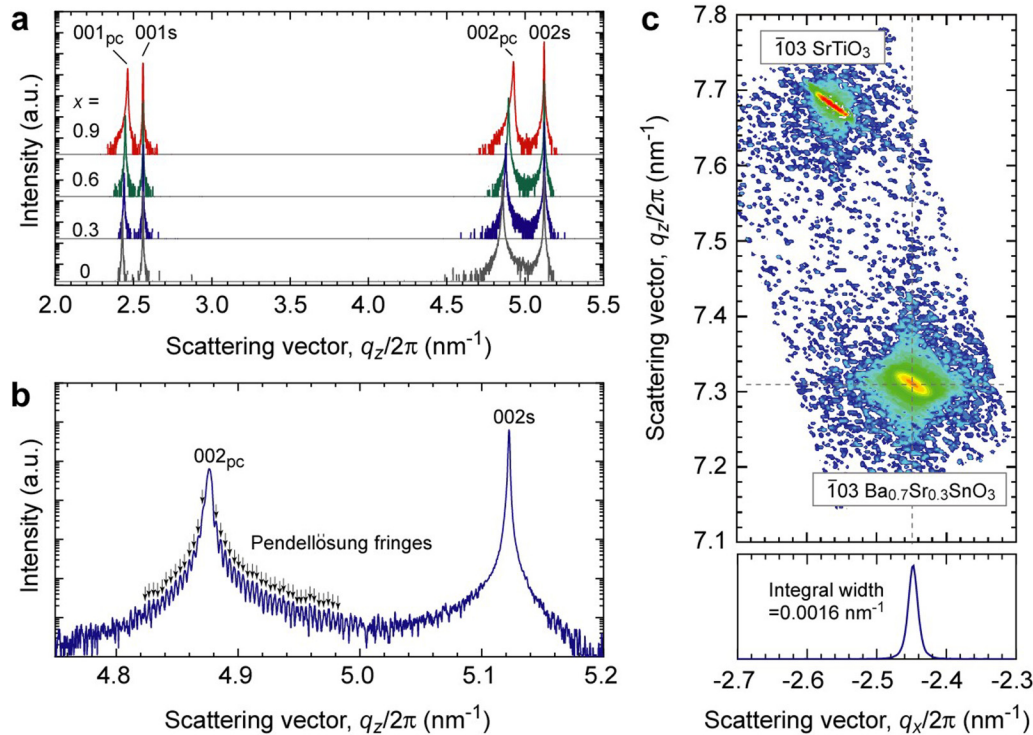 a
001pc
001s
002pc
002s
x =
0.9
0.6
0.3
0
Intensity (a.u.)
2.0 2.5 3.0 3.5 4.0 4.5 5.0 5.5
Scattering vector, qz/2π (nm-1)
b
002pc
002s
Pendellösung fringes
Intensity (a.u.)
4.8 4.9 5.0 5.1 5.2
Scattering vector, qz/2π (nm-1)
c
7.8
7.7
7.6
7.5
7.4
7.3
7.2
7.1
Scattering vector, qz/2π (nm-1)
1̅03 SrTiO3
1̅03 Ba0.7Sr0.3SnO3
Integral width
=0.0016 nm-1
-2.7 -2.6 -2.5 -2.4 -2.3
Scattering vector, qx/2π (nm-1)